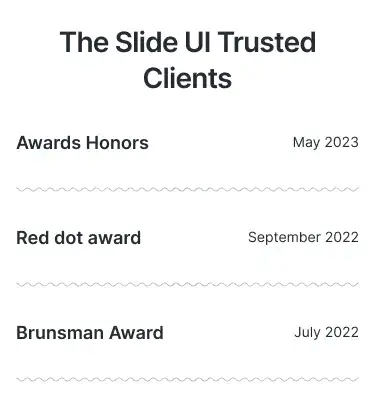 The Slide UI Trusted
Clients
Awards Honors May 2023
Red dot award September 2022
Brunsman Award July 2022